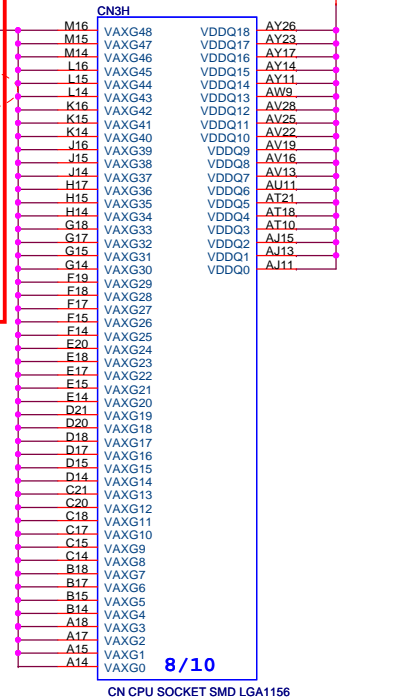 CN3H
M16 VAXG48 VDDQ18 AY26
M15 VAXG47 VDDQ17 AY23
M14 VAXG46 VDDQ16 AY17
L16 VAXG45 VDDQ15 AY14
L15 VAXG44 VDDQ14 AY11
L14 VAXG43 VDDQ13 AW9
K16 VAXG42 VDDQ12 AV28
K15 VAXG41 VDDQ11 AV25
K14 VAXG40 VDDQ10 AV22
J16 VAXG39 VDDQ9 AV19
J15 VAXG38 VDDQ8 AV16
J14 VAXG37 VDDQ7 AV13
H17 VAXG36 VDDQ6 AU11
H15 VAXG35 VDDQ5 AT21
H14 VAXG34 VDDQ4 AT18
G18 VAXG33 VDDQ3 AT10
G17 VAXG32 VDDQ2 AJ15
G15 VAXG31 VDDQ1 AJ13
G14 VAXG30 VDDQ0 AJ11
F19 VAXG29
F18 VAXG28
F17 VAXG27
F15 VAXG26
F14 VAXG25
E20 VAXG24
E18 VAXG23
E17 VAXG22
E15 VAXG21
E14 VAXG20
D21 VAXG19
D20 VAXG18
D18 VAXG17
D17 VAXG16
D15 VAXG15
D14 VAXG14
C21 VAXG13
C20 VAXG12
C18 VAXG11
C17 VAXG10
C15 VAXG9
C14 VAXG8
B18 VAXG7
B17 VAXG6
B15 VAXG5
B14 VAXG4
A18 VAXG3
A17 VAXG2
A15 VAXG1
A14 VAXG0
8/10
CN CPU SOCKET SMD LGA1156